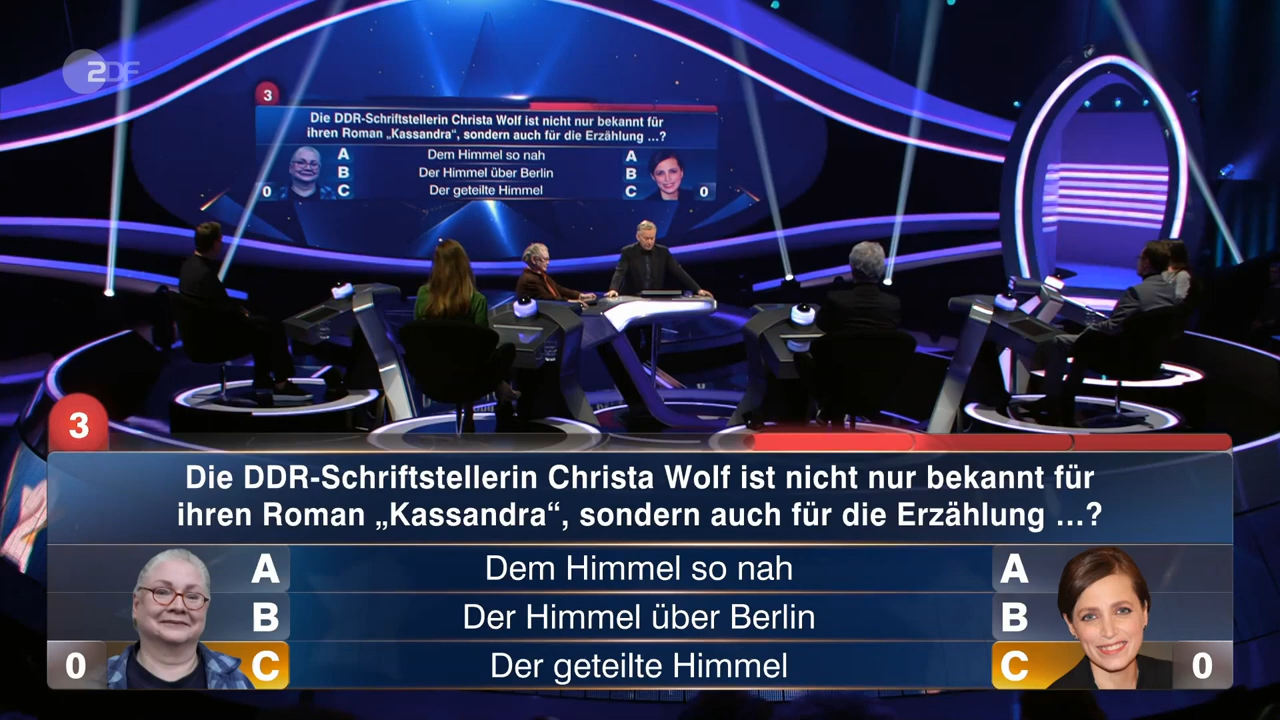 ZDF
3
Die DDR-Schriftstellerin Christa Wolf ist nicht nur bekannt für
ihren Roman „Kassandra“, sondern auch für die Erzählung ...?
A Dem Himmel so nah A
B Der Himmel über Berlin B
0 C Der geteilte Himmel C 0
3
Die DDR-Schriftstellerin Christa Wolf ist nicht nur bekannt für
ihren Roman „Kassandra“, sondern auch für die Erzählung ...?
A Dem Himmel so nah A
B Der Himmel über Berlin B
0 C Der geteilte Himmel C 0